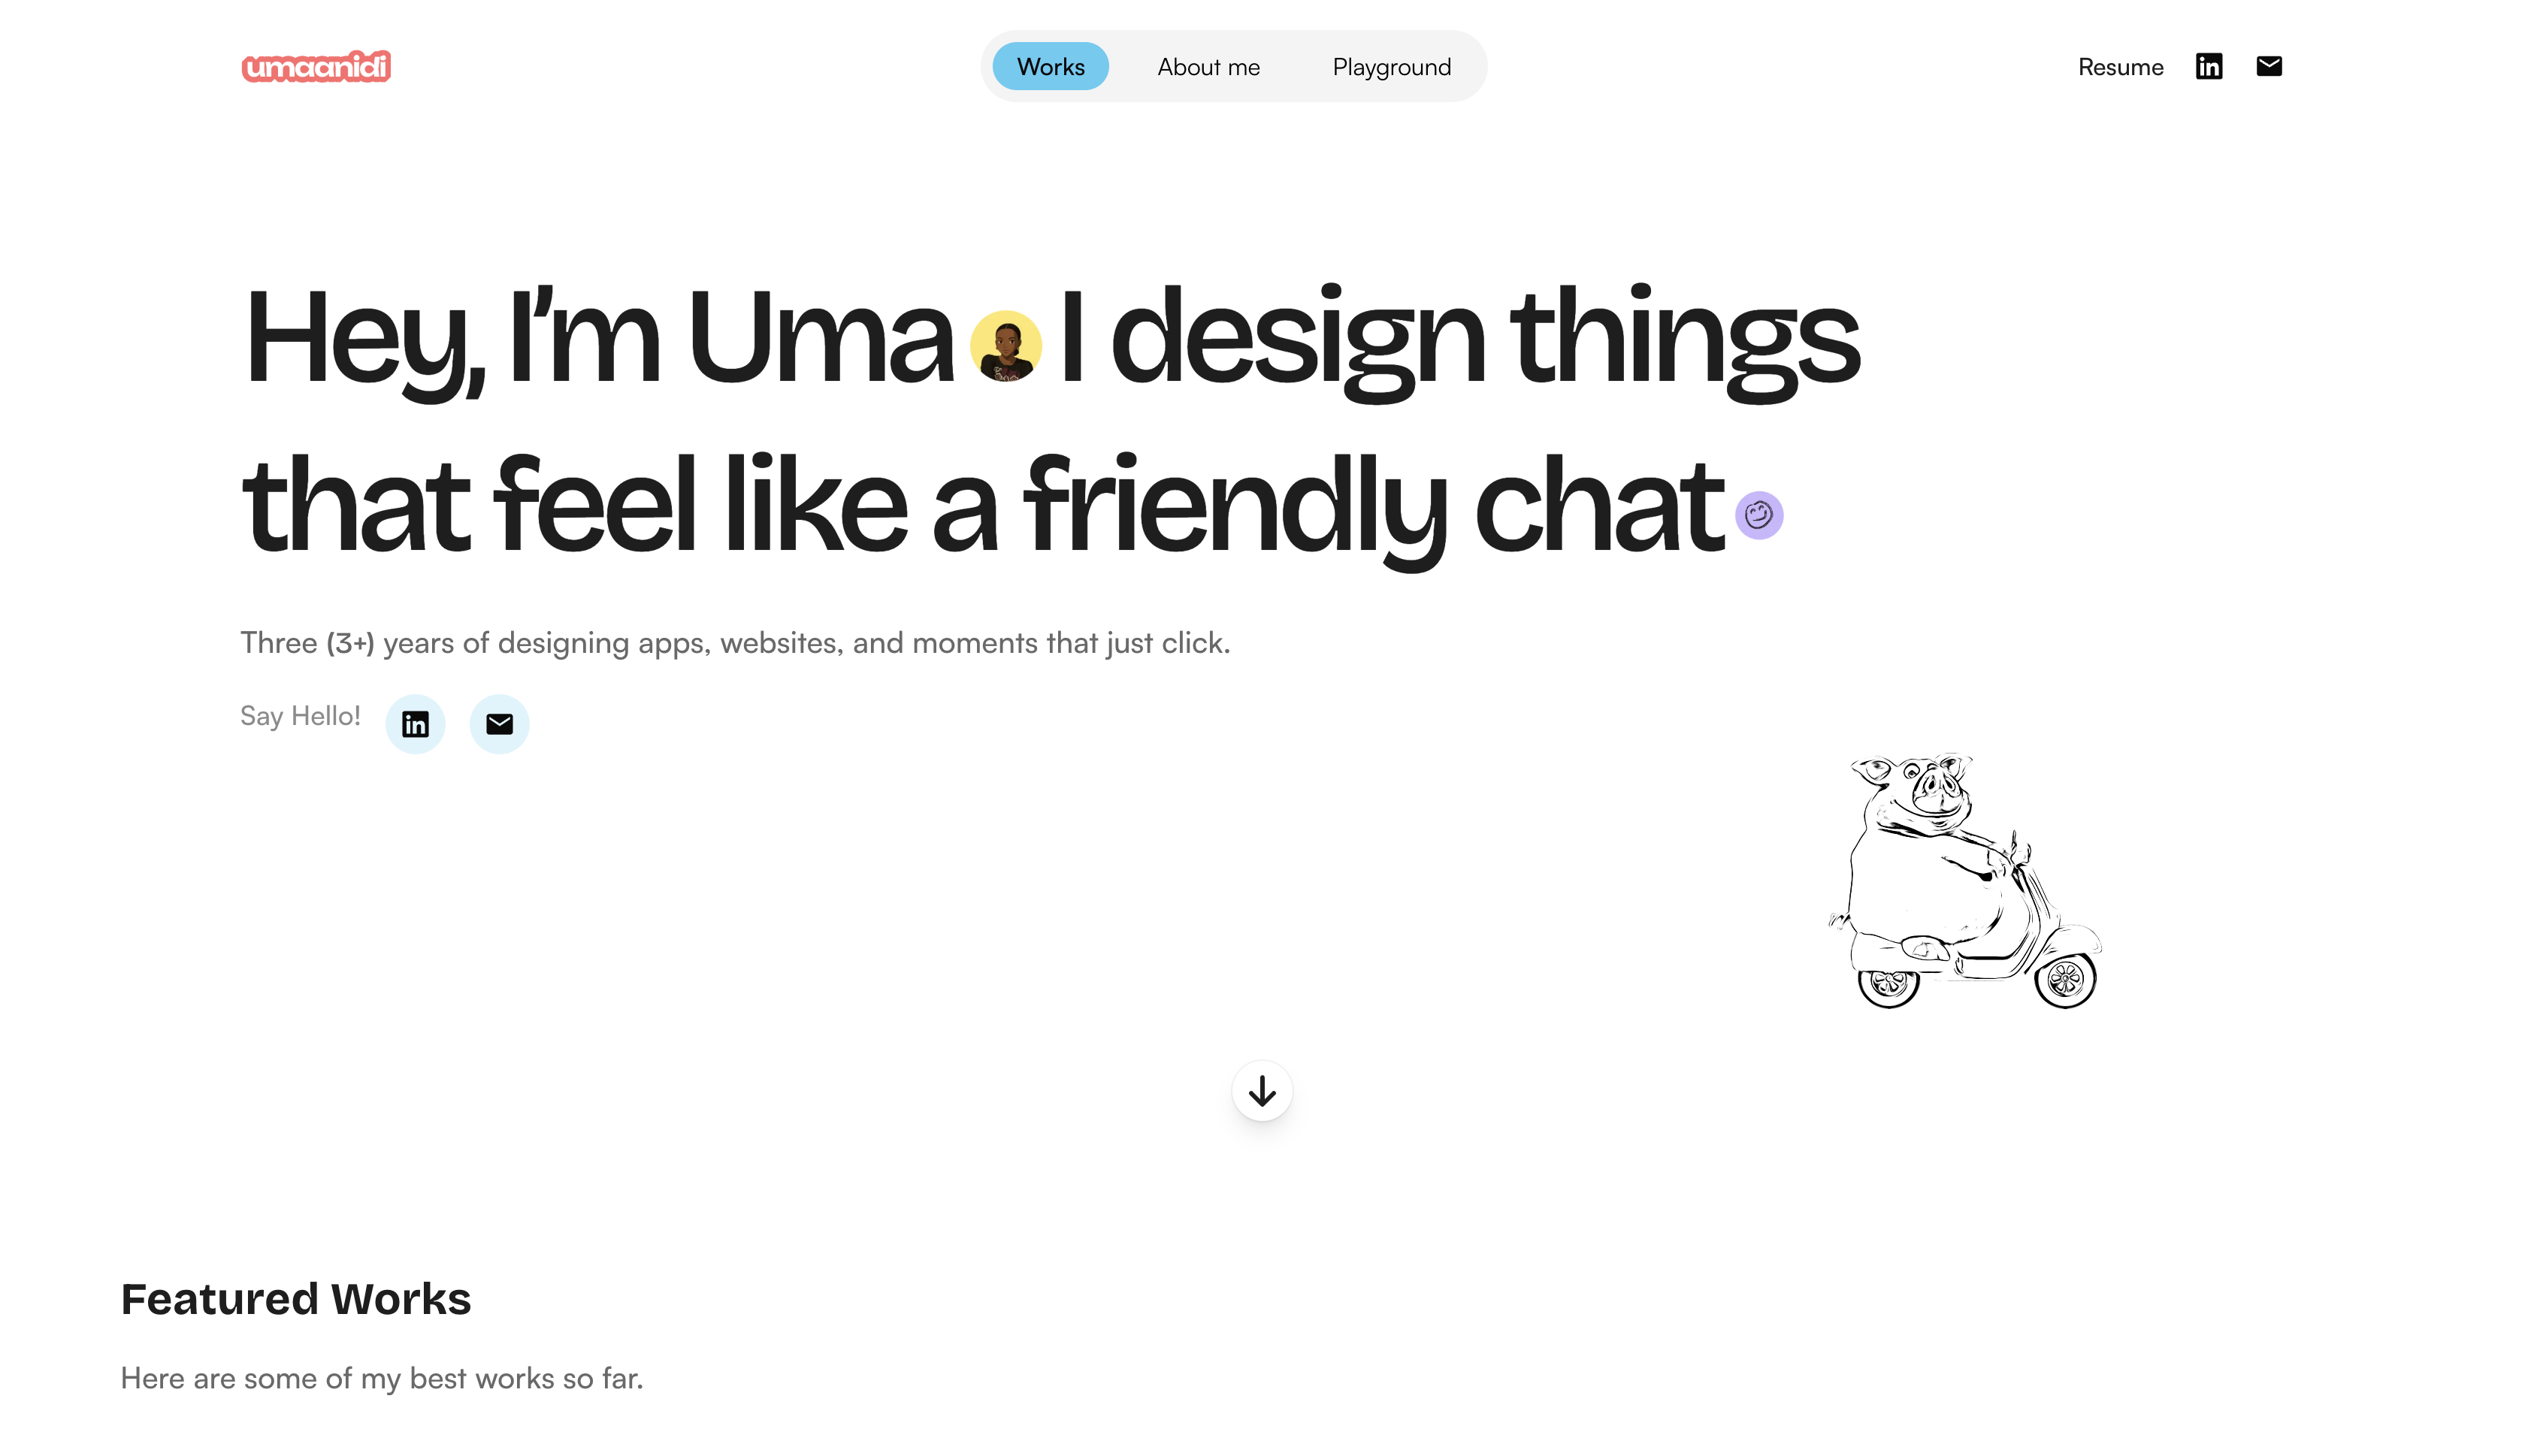 umaanidi
Works
About me
Playground
Resume
in
Hey, I’m Uma I design things
that feel like a friendly chat
Three (3+) years of designing apps, websites, and moments that just click.
Say Hello!
in
Featured Works
Here are some of my best works so far.